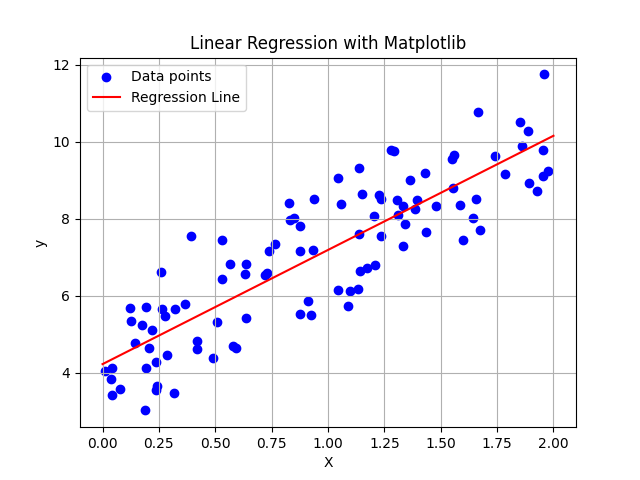 Linear Regression with Matplotlib
Data points
Regression Line
12
10
8
6
4
y
0.00 0.25 0.50 0.75 1.00 1.25 1.50 1.75 2.00
X